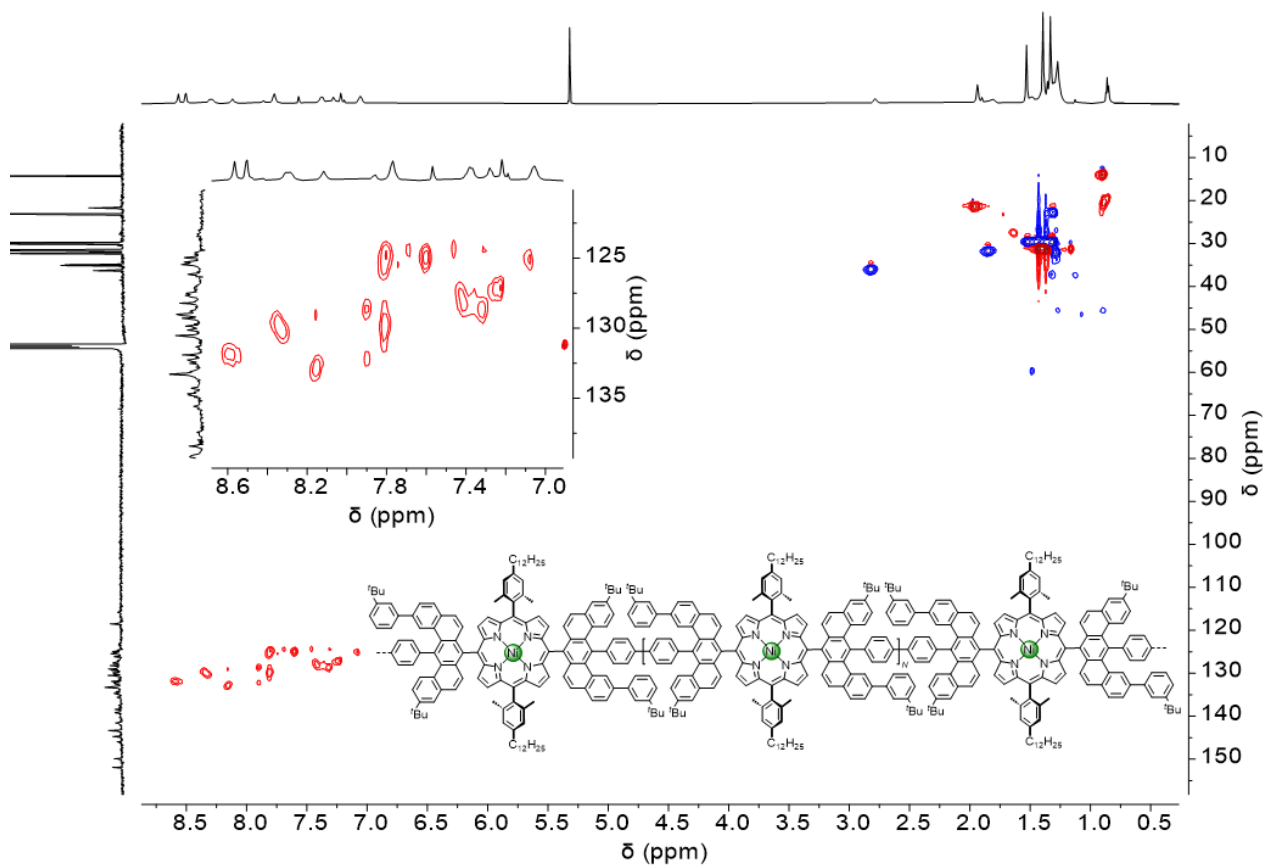 10
20
30
40
50
60
70
80
90
100
110
120
130
140
150
δ (ppm)
125
130
135
δ (ppm)
8.6 8.2 7.8 7.4 7.0
δ (ppm)
C₁₂H₂₅ C₁₂H₂₅ C₁₂H₂₅
ᵗBu ᵗBu ᵗBu ᵗBu ᵗBu ᵗBu
N N N N N N
Ni Ni Ni
N N N N N N
N
ᵗBu ᵗBu ᵗBu ᵗBu ᵗBu ᵗBu
C₁₂H₂₅ C₁₂H₂₅ C₁₂H₂₅
8.5 8.0 7.5 7.0 6.5 6.0 5.5 5.0 4.5 4.0 3.5 3.0 2.5 2.0 1.5 1.0 0.5
δ (ppm)